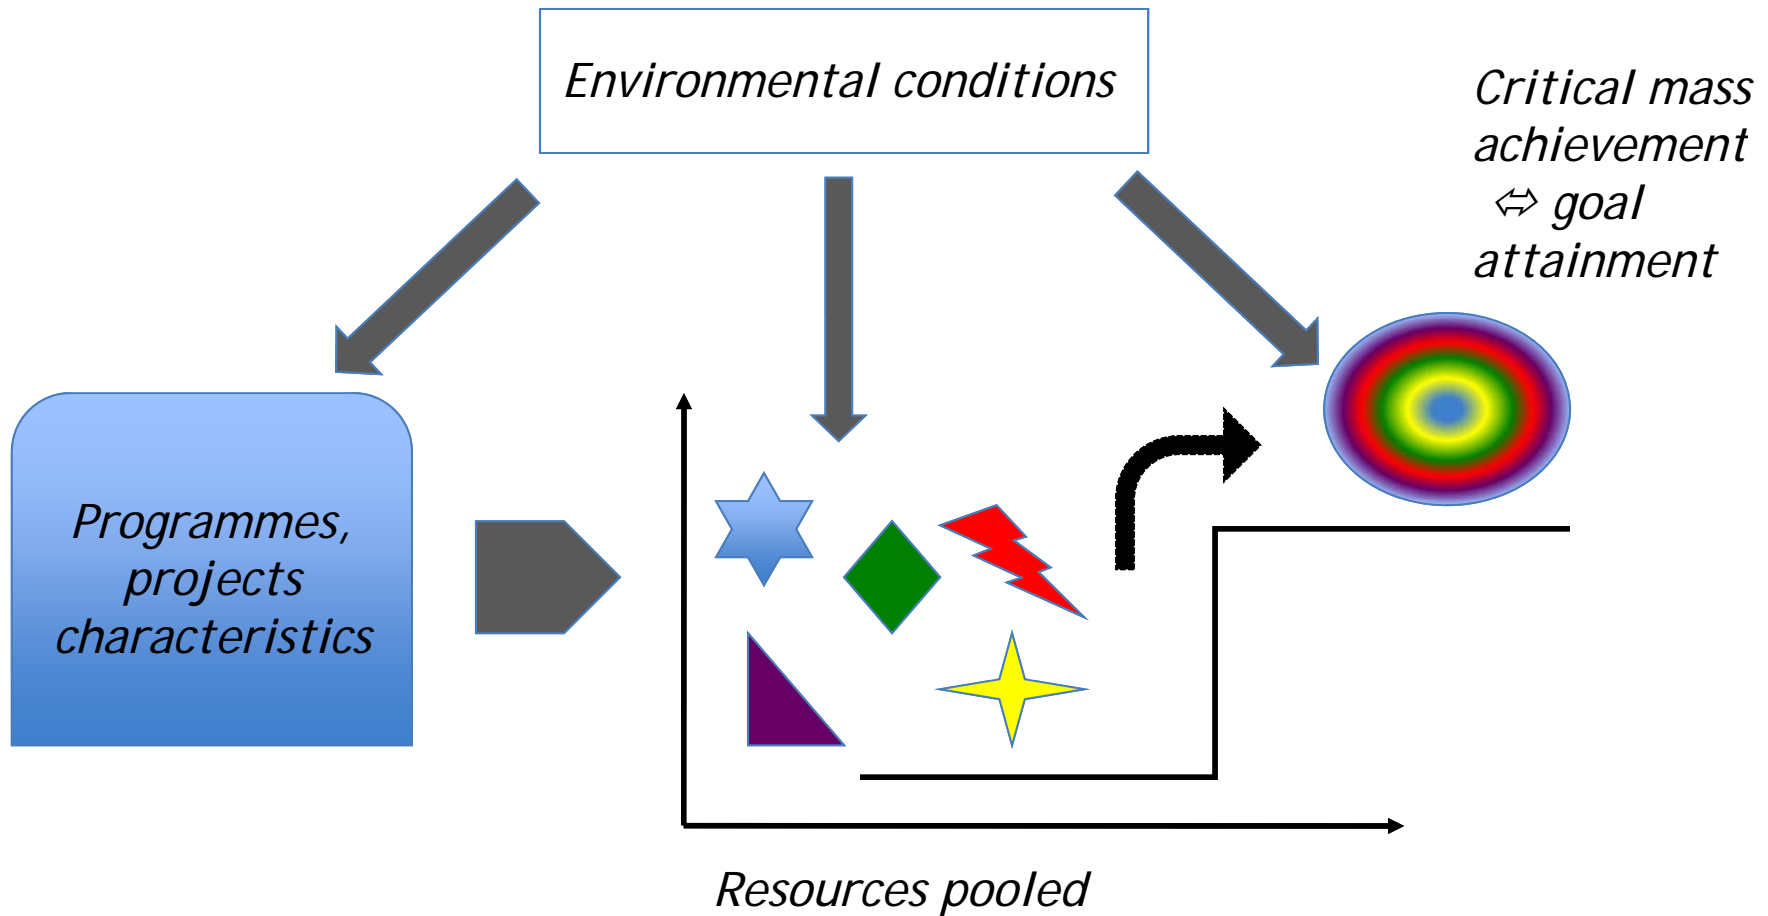 Environmental conditions
Critical mass
achievement
⬄ goal
attainment
Programmes,
projects
characteristics
Resources pooled